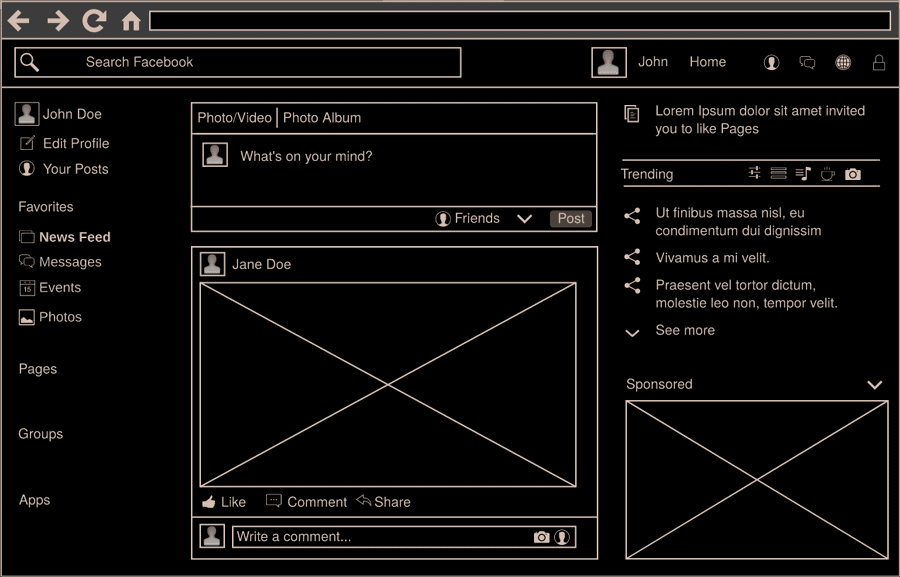 Search Facebook
John
Home
John Doe
Edit Profile
Your Posts
Favorites
News Feed
Messages
15
Events
Photos
Pages
Groups
Apps
Photo/Video
Photo Album
What's on your mind?
Friends
Post
Jane Doe
Like
Comment
Share
Write a comment...
Lorem Ipsum dolor sit amet invited
you to like Pages
Trending
Ut finibus massa nisl, eu
condimentum dui dignissim
Vivamus a mi velit.
Praesent vel tortor dictum,
molestie leo non, tempor velit.
See more
Sponsored